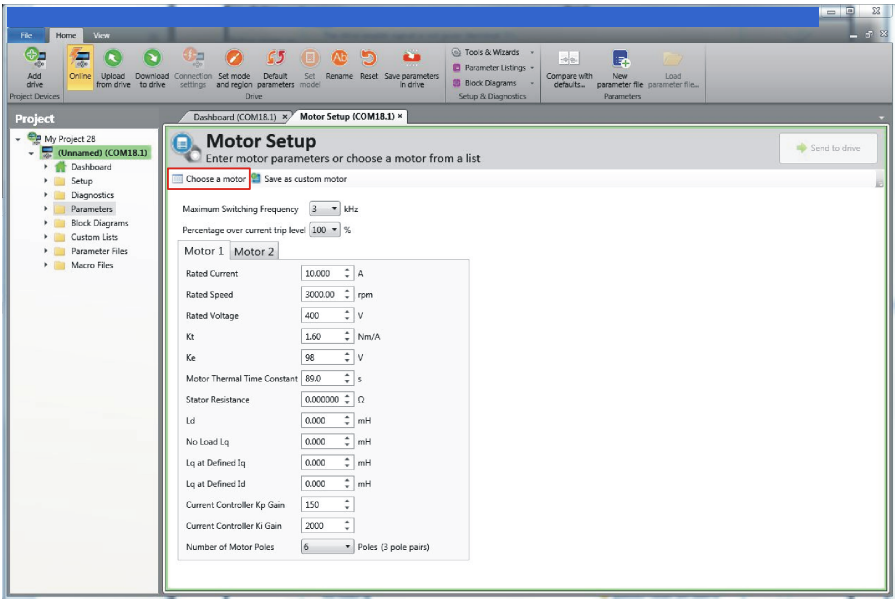 File Home View
Add drive
Online
Upload from drive
Download to drive
Connection settings
Set mode and region
Default parameters
Set model
Rename
Reset
Save parameters in drive
Tools & Wizards
Parameter Listings
Block Diagrams
Compare with defaults...
New parameter file
Load parameter file...
Project Devices
Drive
Setup & Diagnostics
Parameters
Project
Dashboard (COM18.1) ×
Motor Setup (COM18.1) ×
My Project 28
(Unnamed) (COM18.1)
Dashboard
Setup
Diagnostics
Parameters
Block Diagrams
Custom Lists
Parameter Files
Macro Files
Motor Setup
Enter motor parameters or choose a motor from a list
Send to drive
Choose a motor
Save as custom motor
Maximum Switching Frequency 3 kHz
Percentage over current trip level 100 %
Motor 1 Motor 2
Rated Current 10.000 A
Rated Speed 3000.00 rpm
Rated Voltage 400 V
Kt 1.60 Nm/A
Ke 98 V
Motor Thermal Time Constant 89.0 s
Stator Resistance 0.000000 Ω
Ld 0.000 mH
No Load Lq 0.000 mH
Lq at Defined Iq 0.000 mH
Lq at Defined Id 0.000 mH
Current Controller Kp Gain 150
Current Controller Ki Gain 2000
Number of Motor Poles 6 Poles (3 pole pairs)